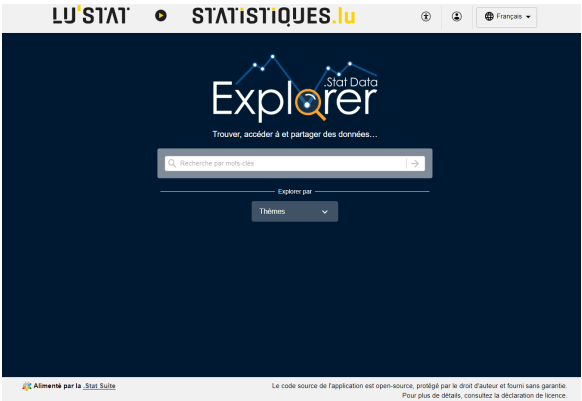 LU'STAT STATISTIQUES.lu Français
.Stat Data
Explorer
Trouver, accéder à et partager des données...
Recherche par mots-clés
Explorer par
Thèmes
Alimenté par la .Stat Suite
Le code source de l'application est open-source, protégé par le droit d'auteur et fourni sans garantie.
Pour plus de détails, consultez la déclaration de licence.